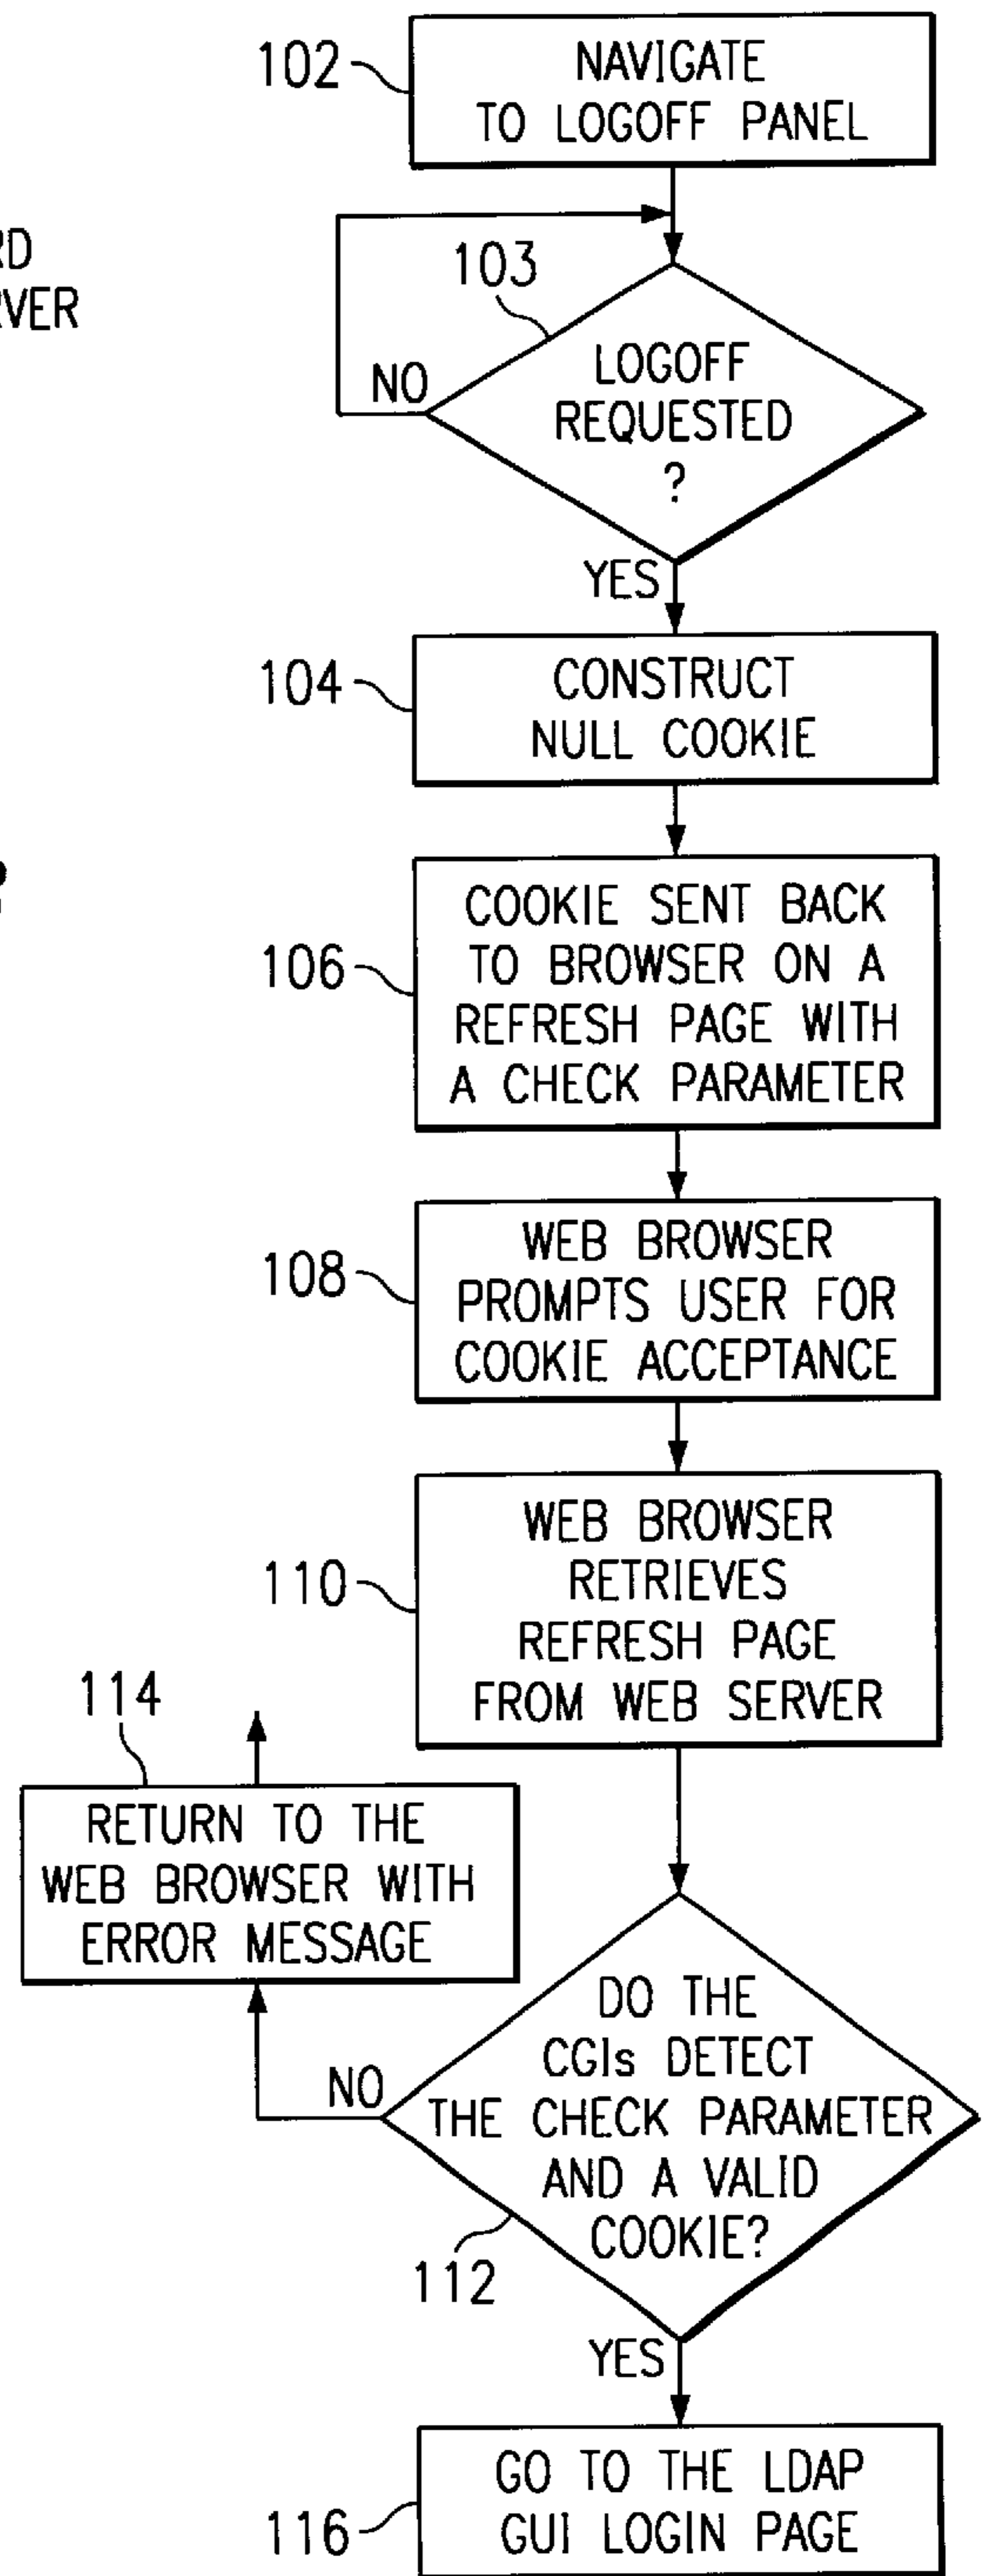 102
NAVIGATE
TO LOGOFF PANEL
103
LOGOFF
REQUESTED
?
NO
YES
104
CONSTRUCT
NULL COOKIE
106
COOKIE SENT BACK
TO BROWSER ON A
REFRESH PAGE WITH
A CHECK PARAMETER
108
WEB BROWSER
PROMPTS USER FOR
COOKIE ACCEPTANCE
110
WEB BROWSER
RETRIEVES
REFRESH PAGE
FROM WEB SERVER
114
RETURN TO THE
WEB BROWSER WITH
ERROR MESSAGE
DO THE
CGIs DETECT
THE CHECK PARAMETER
AND A VALID
COOKIE?
NO
112
YES
116
GO TO THE LDAP
GUI LOGIN PAGE